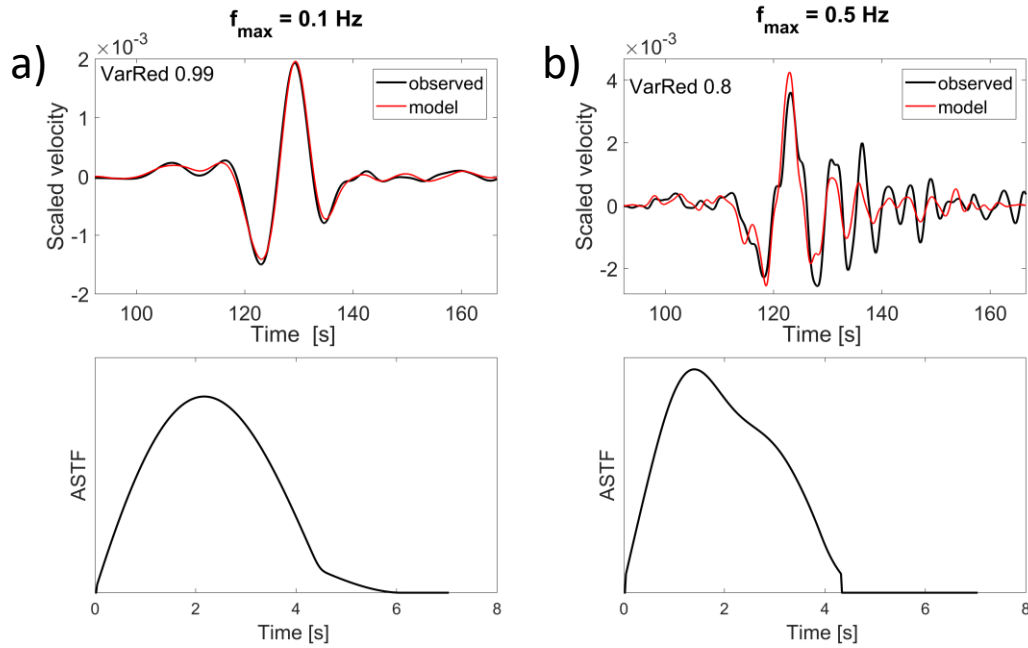 a)
f_max = 0.1 Hz
×10^-3
VarRed 0.99
observed
model
Scaled velocity
2
1
0
-1
-2
100
120
140
160
Time [s]
ASTF
0
2
4
6
8
Time [s]
b)
f_max = 0.5 Hz
×10^-3
VarRed 0.8
observed
model
Scaled velocity
4
2
0
-2
100
120
140
160
Time [s]
ASTF
0
2
4
6
8
Time [s]